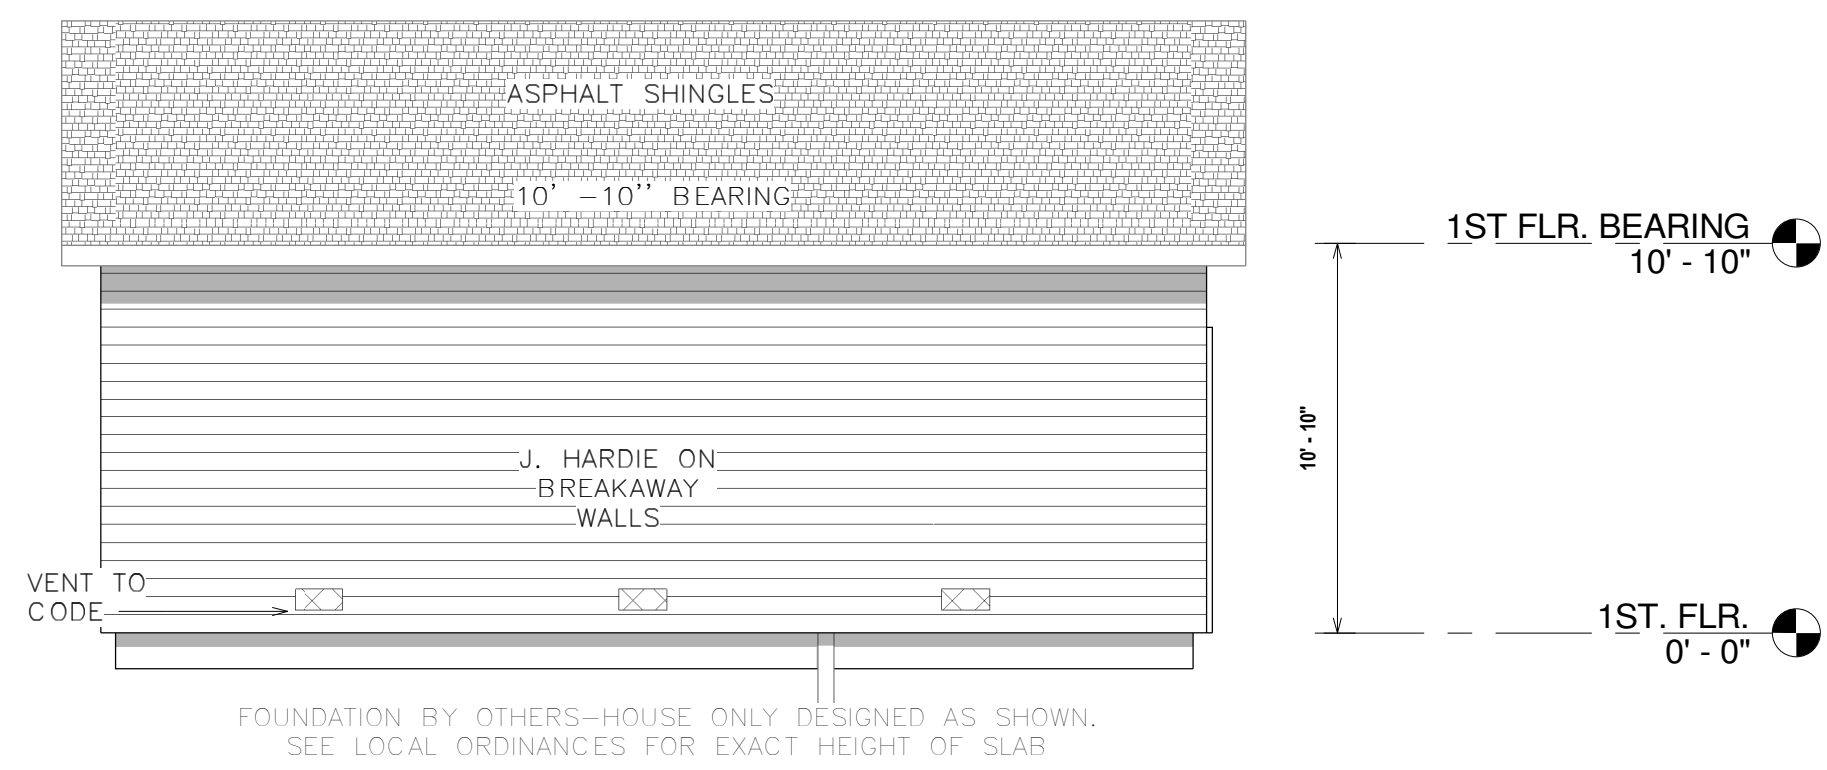 ASPHALT SHINGLES
10' -10'' BEARING
1ST FLR. BEARING
10' - 10"
10' - 10"
J. HARDIE ON
BREAKAWAY
WALLS
VENT TO
CODE
1ST. FLR.
0' - 0"
FOUNDATION BY OTHERS-HOUSE ONLY DESIGNED AS SHOWN.
SEE LOCAL ORDINANCES FOR EXACT HEIGHT OF SLAB